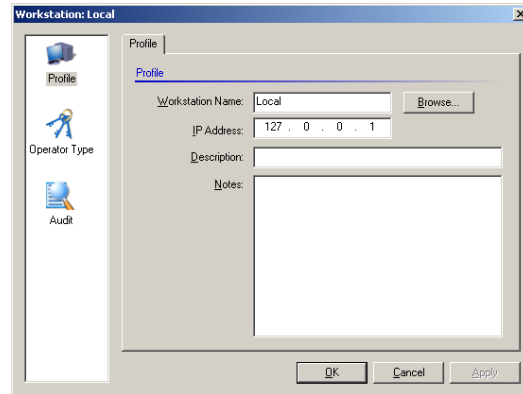 Workstation: Local
Profile
Operator Type
Audit
Profile
Profile
Workstation Name: Local Browse...
IP Address: 127 . 0 . 0 . 1
Description:
Notes:
OK Cancel Apply